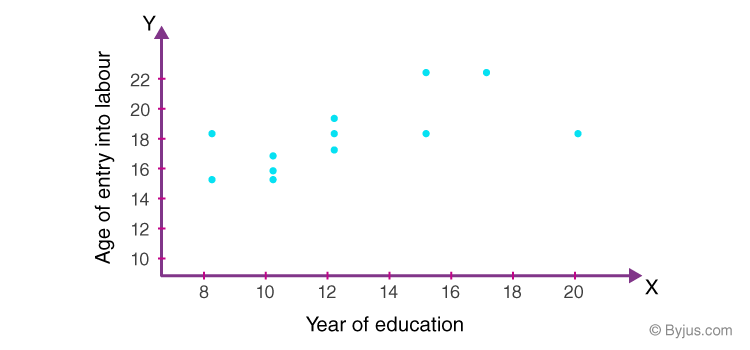 Y
Age of entry into labour
22
20
18
16
14
12
10
8 10 12 14 16 18 20
X
Year of education
© Byjus.com